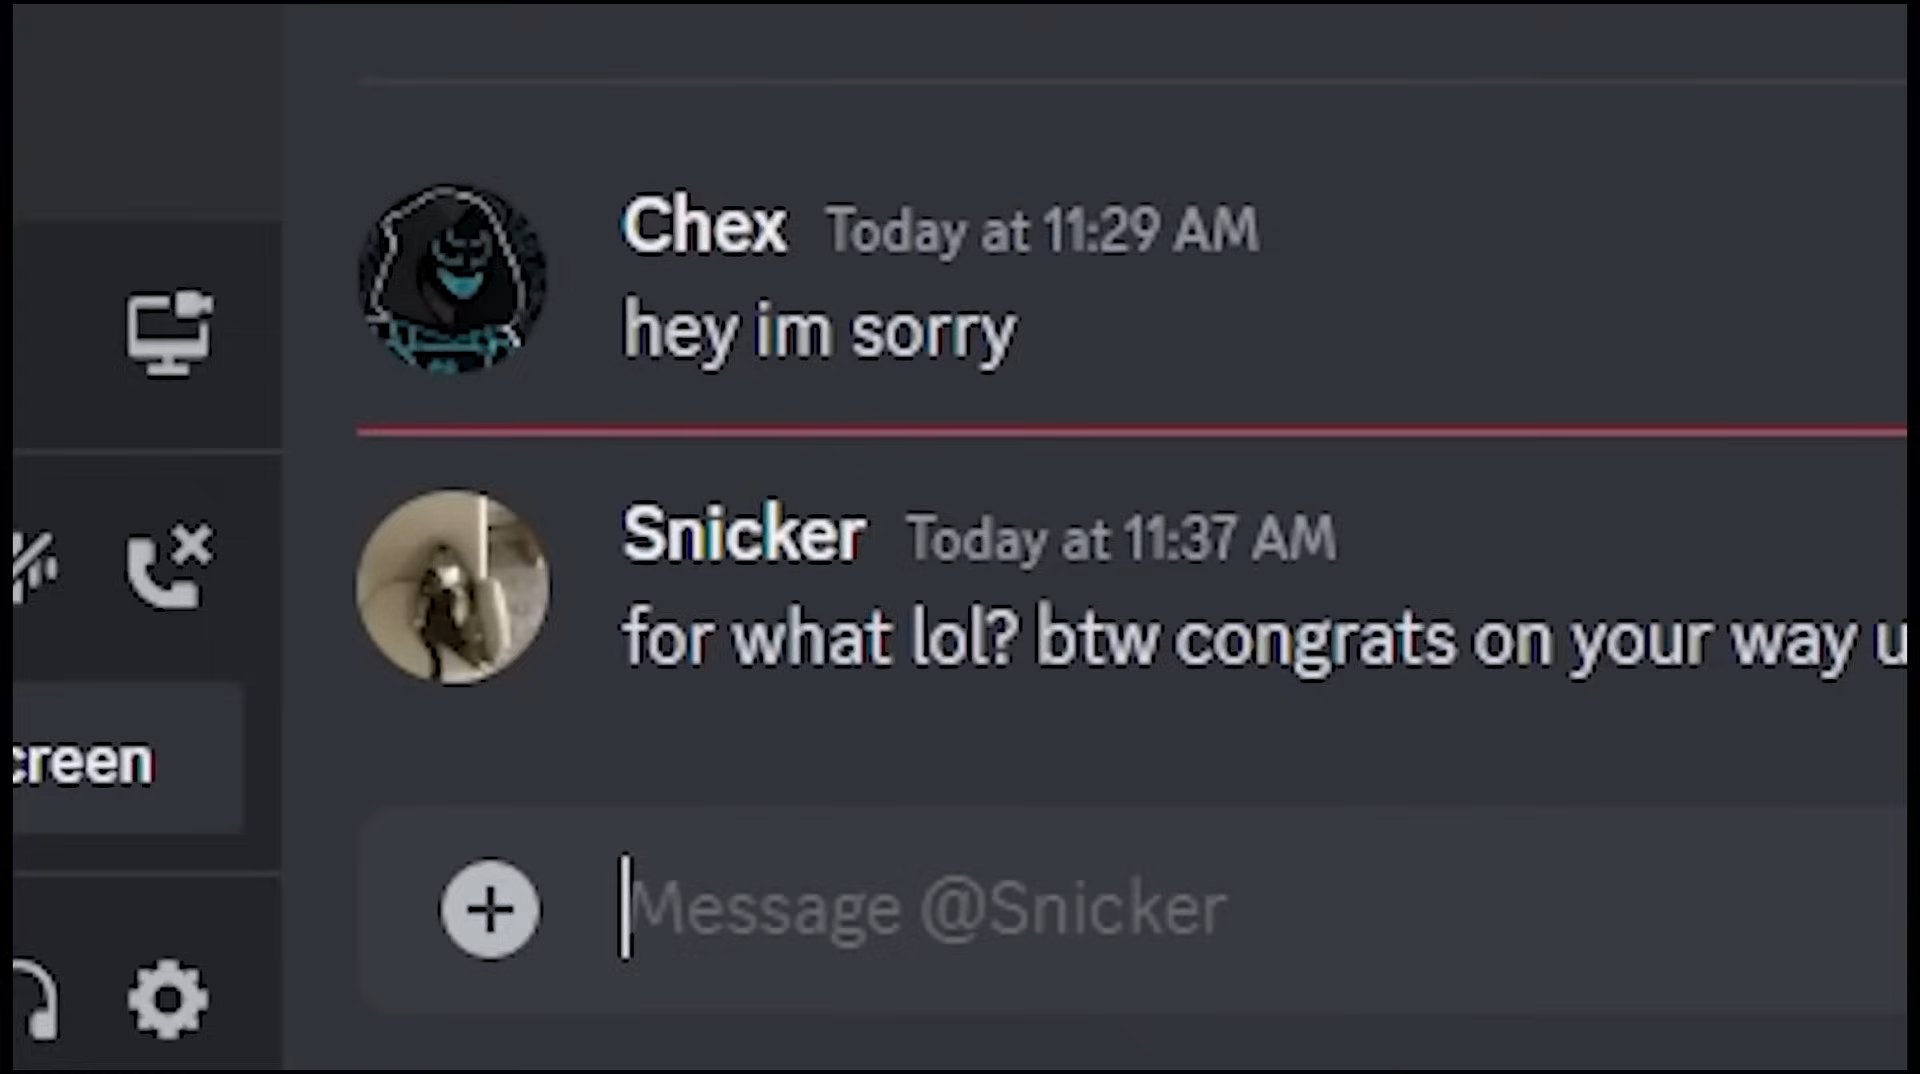 Chex Today at 11:29 AM
hey im sorry
Snicker Today at 11:37 AM
for what lol? btw congrats on your way u
creen
Message @Snicker